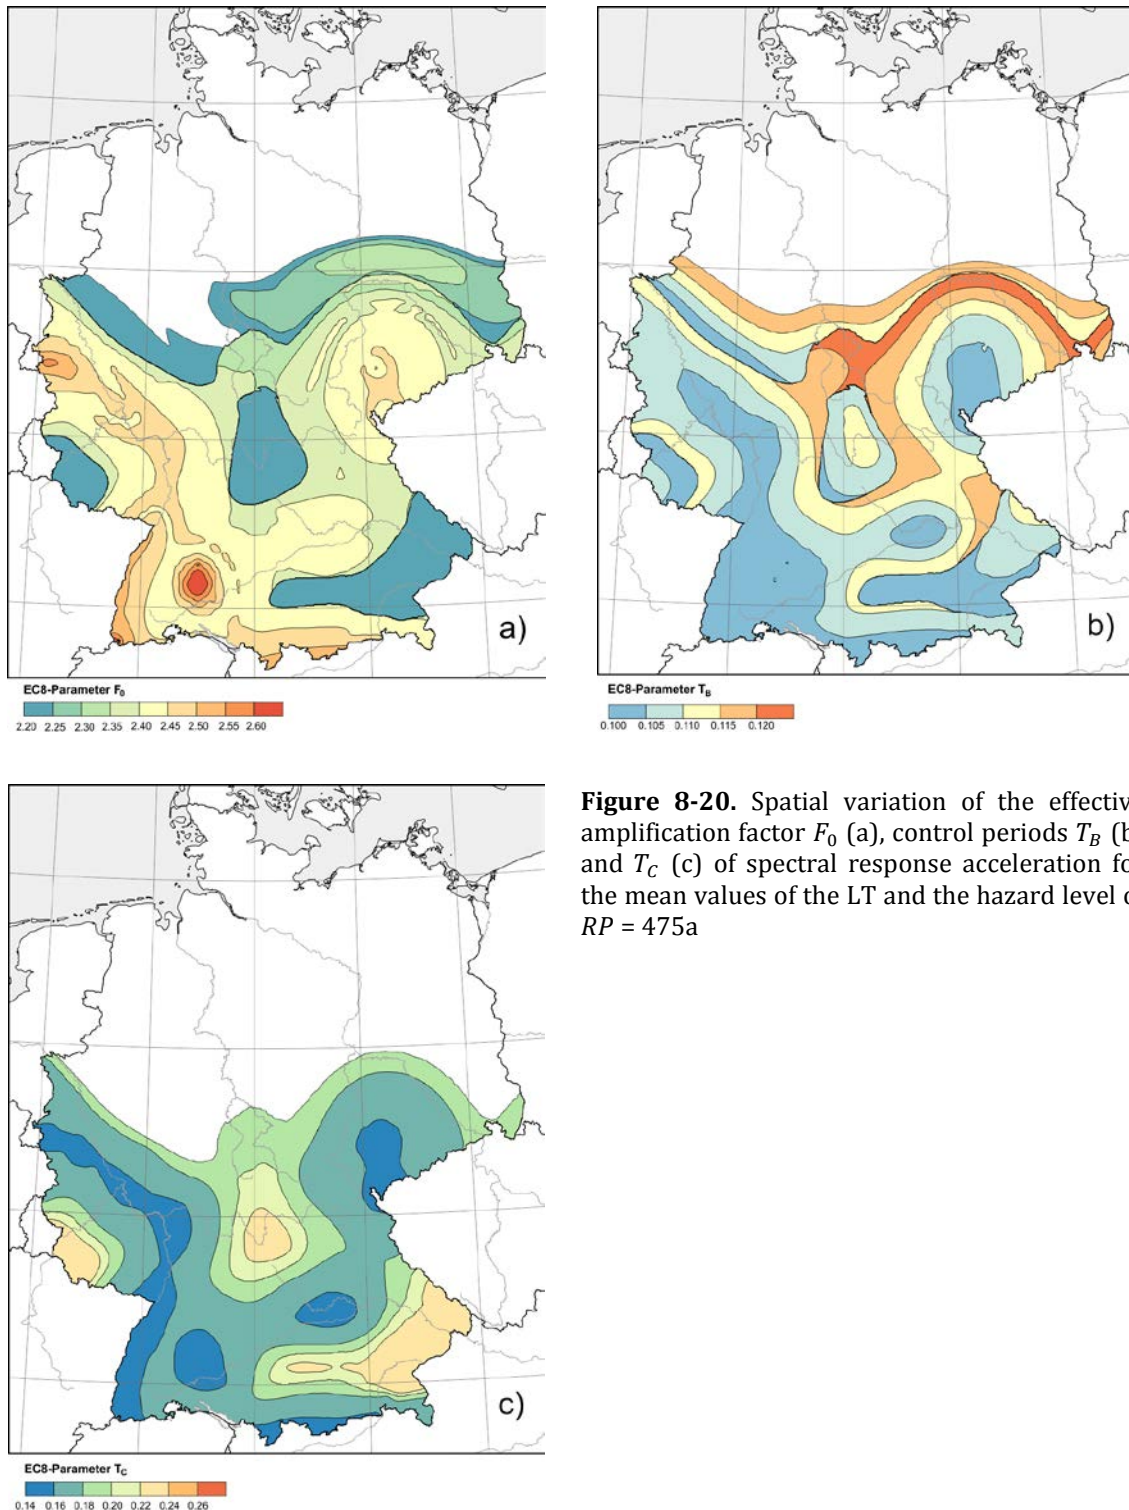 a)
EC8-Parameter F0
2.20 2.25 2.30 2.35 2.40 2.45 2.50 2.55 2.60
b)
EC8-Parameter TB
0.100 0.105 0.110 0.115 0.120
c)
EC8-Parameter TC
0.14 0.16 0.18 0.20 0.22 0.24 0.26
Figure 8-20. Spatial variation of the effectiv
amplification factor F0 (a), control periods TB (b
and TC (c) of spectral response acceleration fo
the mean values of the LT and the hazard level o
RP = 475a